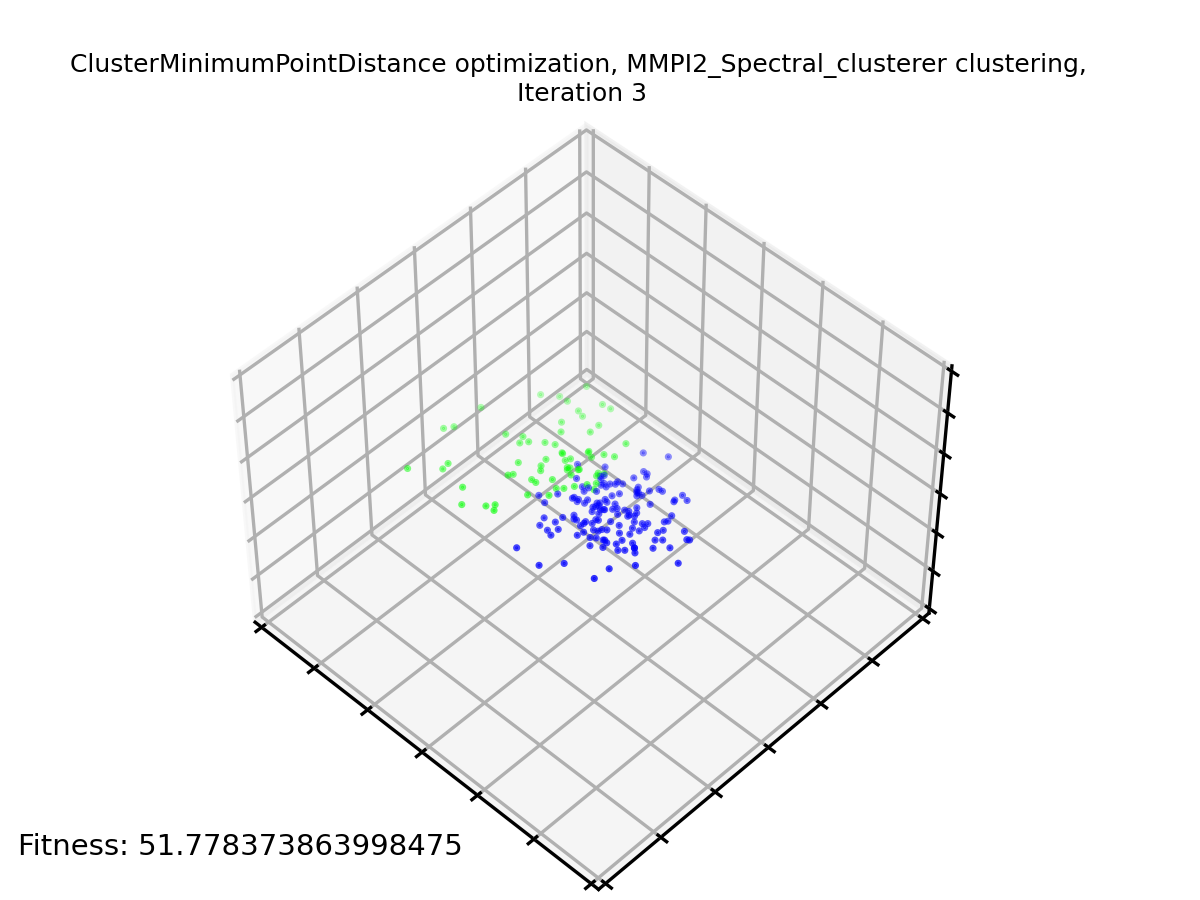 ClusterMinimumPointDistance optimization, MMPI2_Spectral_clusterer clustering,
Iteration 3
Fitness: 51.778373863998475